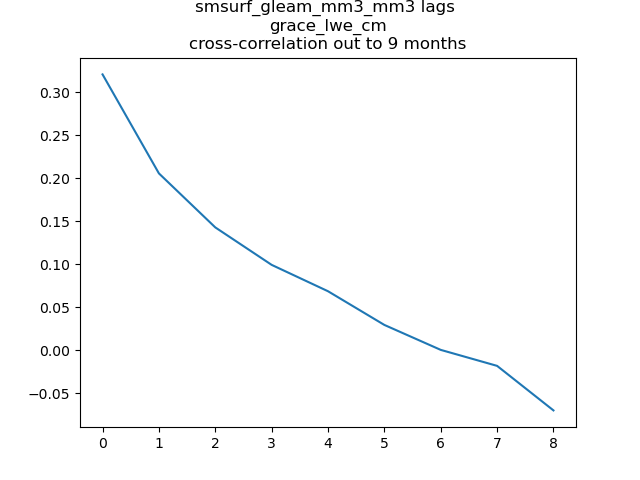 smsurf_gleam_mm3_mm3 lags
grace_lwe_cm
cross-correlation out to 9 months
0.30
0.25
0.20
0.15
0.10
0.05
0.00
−0.05
0 1 2 3 4 5 6 7 8